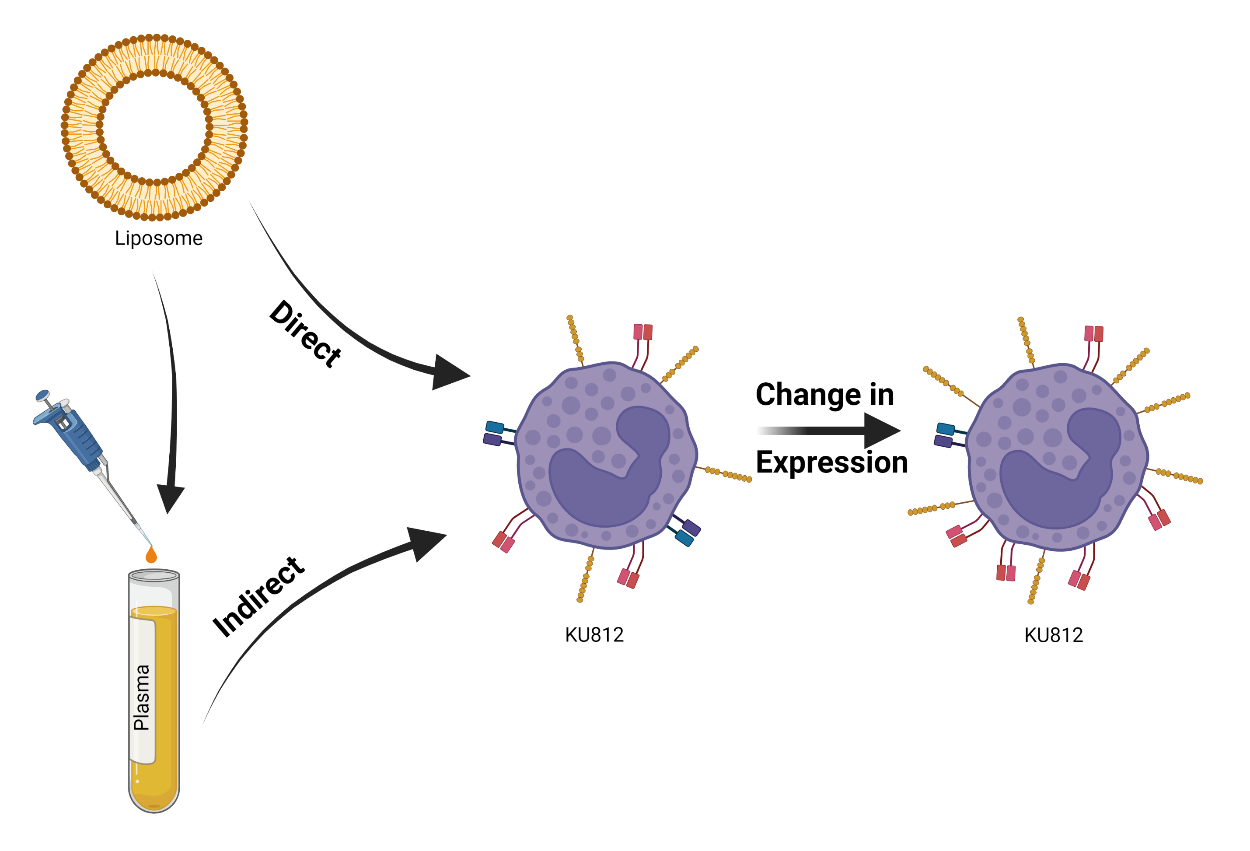 Liposome
Direct
Change in
Expression
Indirect
Plasma
KU812
KU812